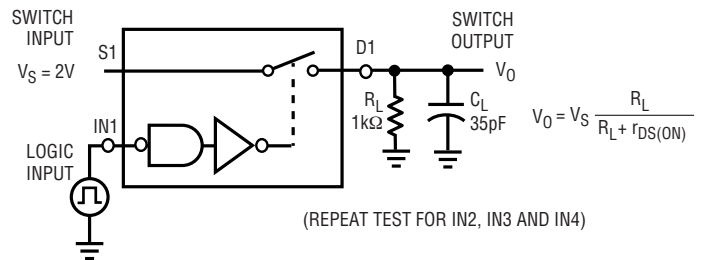 SWITCH
INPUT
SWITCH
OUTPUT
S1
D1
V_S = 2V
V_O
R_L
1kΩ
C_L
35pF
V_O = V_S R_L / (R_L + r_DS(ON))
IN1
LOGIC
INPUT
(REPEAT TEST FOR IN2, IN3 AND IN4)